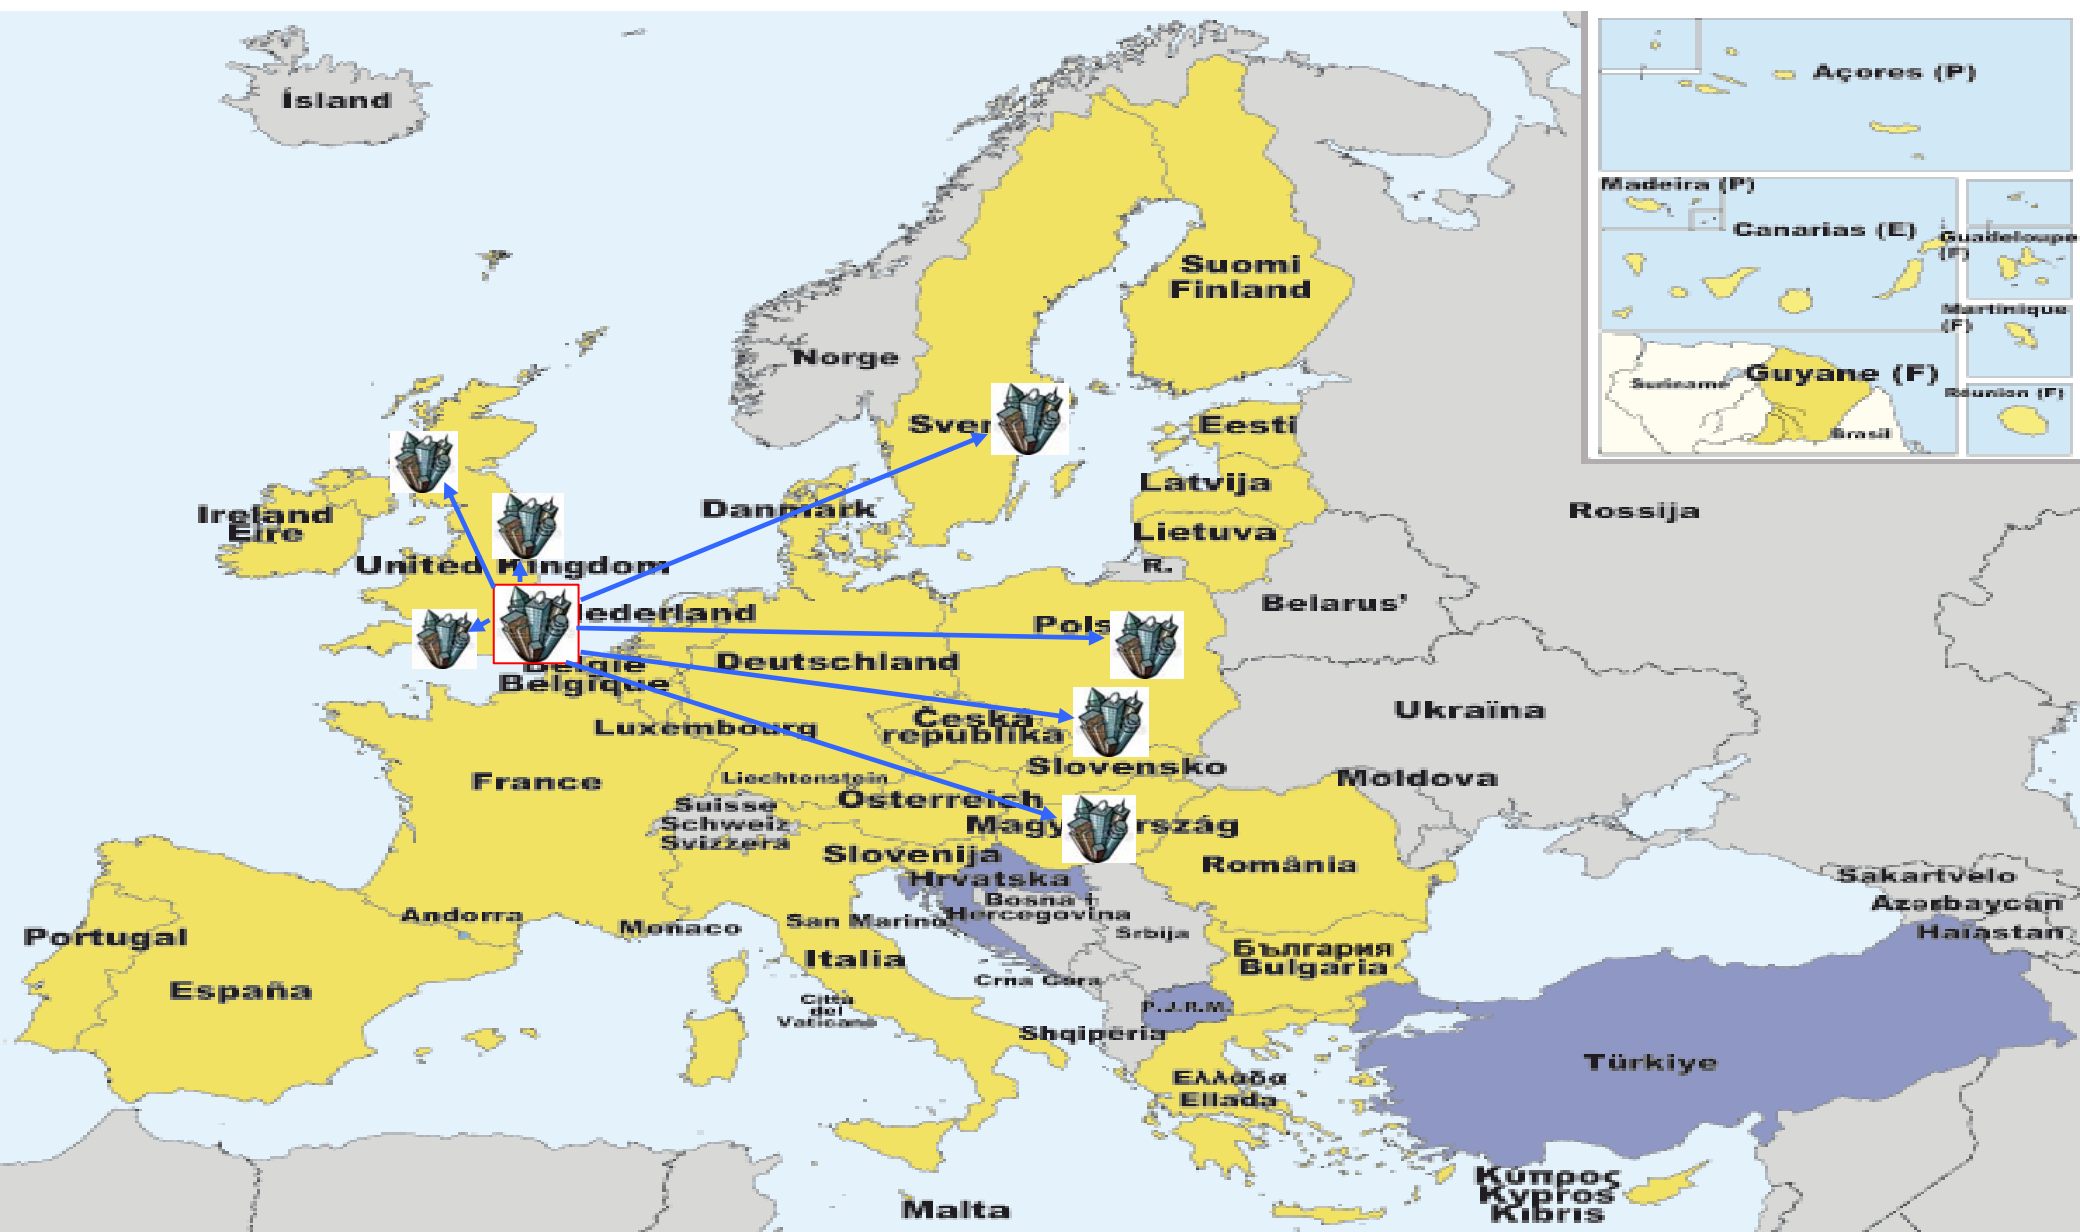 Ísland
Açores (P)
Madeira (P)
Canarias (E)
Guadeloupe
(F)
Martinique
(F)
Guyane (F)
Suriname
Brasil
Réunion (F)
Suomi
Finland
Norge
Sver
Eesti
Latvija
Lietuva
R.
Danmark
Ireland
Éire
United Kingdom
Rossija
Belarus'
ederland
Pols
Deutschland
België
Belgique
Luxembourg
Česká
republika
Ukraïna
Slovensko
Moldova
France
Liechtenstein
Österreich
Suisse
Schweiz
Svizzera
Magy rszág
Slovenija
România
Hrvatska
Bosna i
Hercegovina
Srbija
Sakartvelo
Azərbaycan
Haïastan
Andorra
Monaco
San Marino
Portugal
España
Italia
Città
del
Vaticano
Crna Gora
България
Bulgaria
P.J.R.M.
Shqipëria
Ελλάδα
Ellada
Türkiye
Malta
Κύπρος
Kypros
Kibris